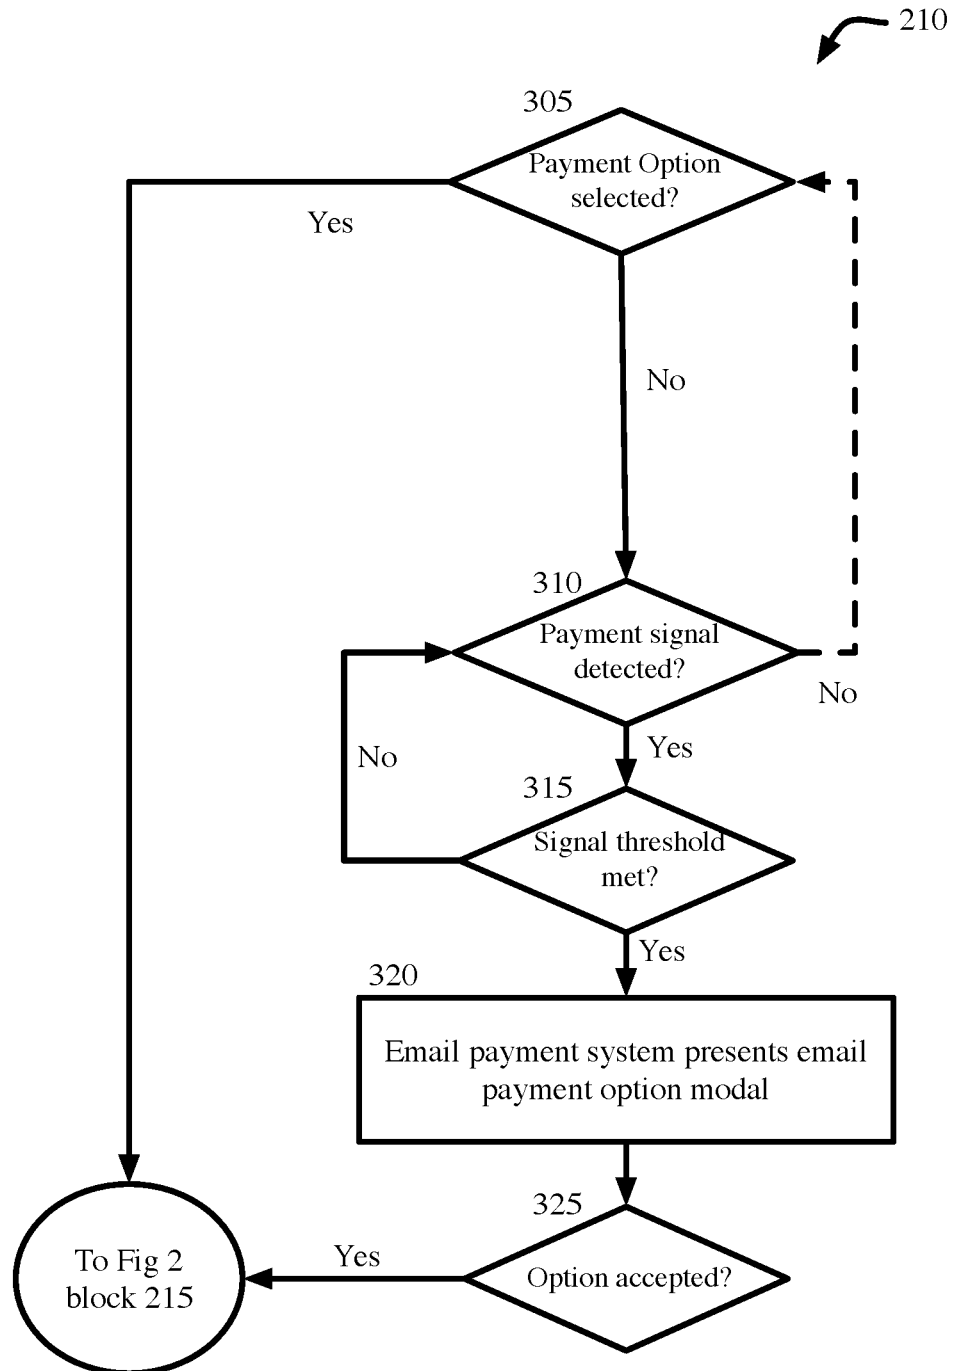 210
305
Payment Option
selected?
Yes
No
310
Payment signal
detected?
No
Yes
No
315
Signal threshold
met?
Yes
320
Email payment system presents email
payment option modal
325
Option accepted?
Yes
To Fig 2
block 215